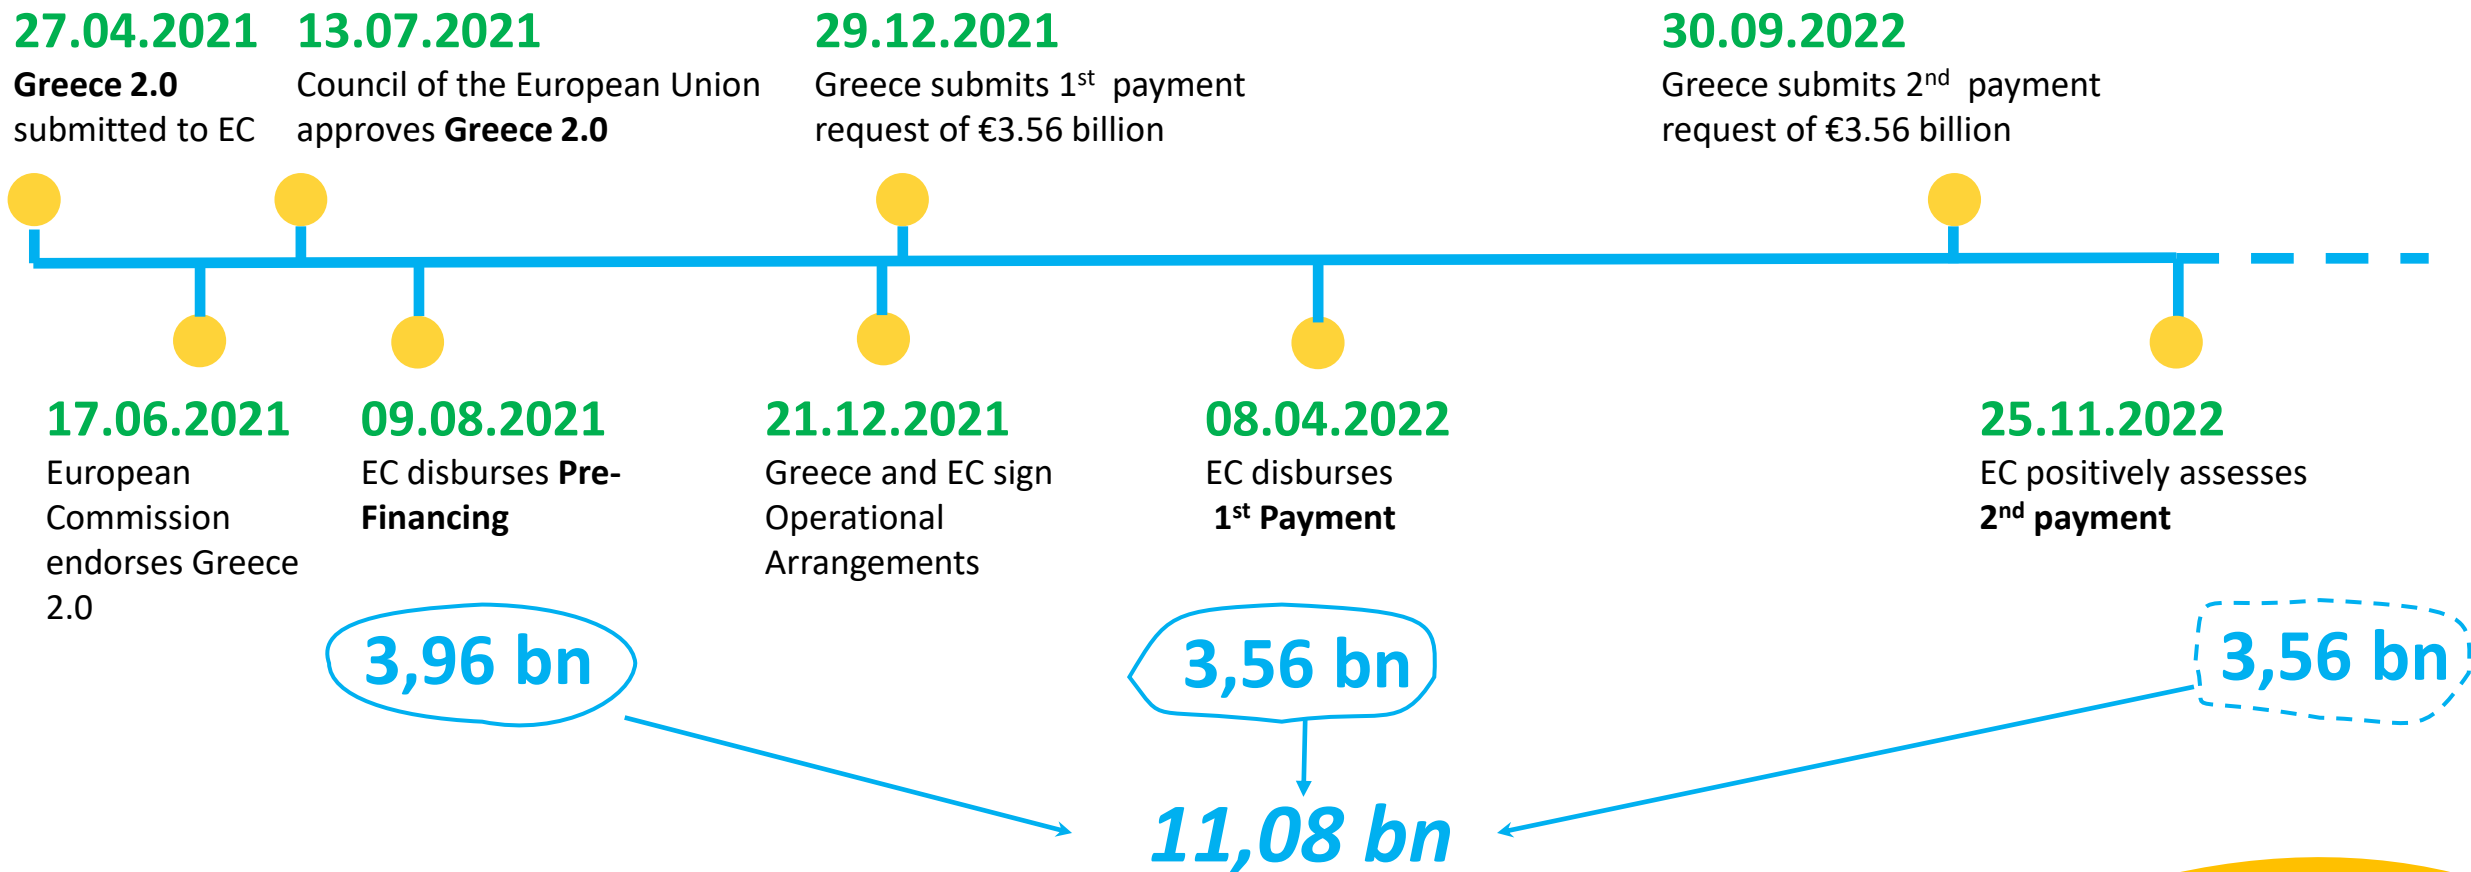 27.04.2021
Greece 2.0
submitted to EC
13.07.2021
Council of the European Union
approves Greece 2.0
29.12.2021
Greece submits 1st payment
request of €3.56 billion
30.09.2022
Greece submits 2nd payment
request of €3.56 billion
17.06.2021
European
Commission
endorses Greece
2.0
09.08.2021
EC disburses Pre-
Financing
21.12.2021
Greece and EC sign
Operational
Arrangements
08.04.2022
EC disburses
1st Payment
25.11.2022
EC positively assesses
2nd payment
3,96 bn
3,56 bn
3,56 bn
11,08 bn